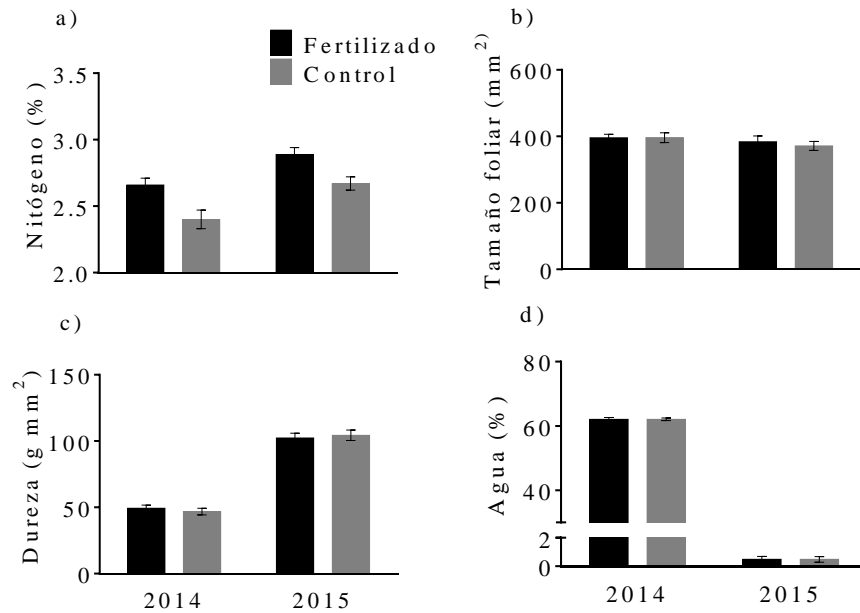 a)
Fertilizado
Control
Nitógeno (%)
3.5
3.0
2.5
2.0
b)
Tamaño foliar (mm²)
600
400
200
0
c)
Dureza (g mm²)
150
100
50
0
2014 2015
d)
Agua (%)
80
60
40
2
0
2014 2015